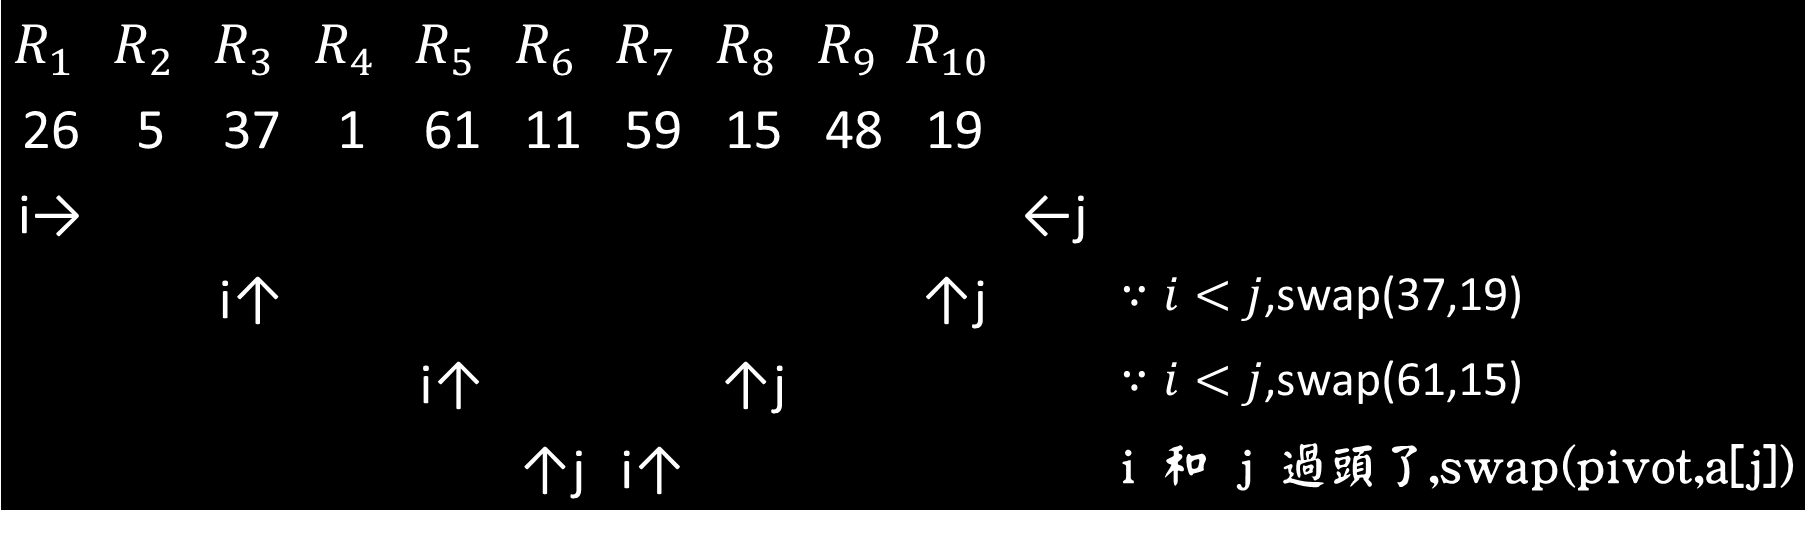 R₁ R₂ R₃ R₄ R₅ R₆ R₇ R₈ R₉ R₁₀
26 5 37 1 61 11 59 15 48 19
i→ ←j
i↑ ↑j ∵ i < j,swap(37,19)
i↑ ↑j ∵ i < j,swap(61,15)
↑j i↑ i 和 j 過頭了,swap(pivot,a[j])